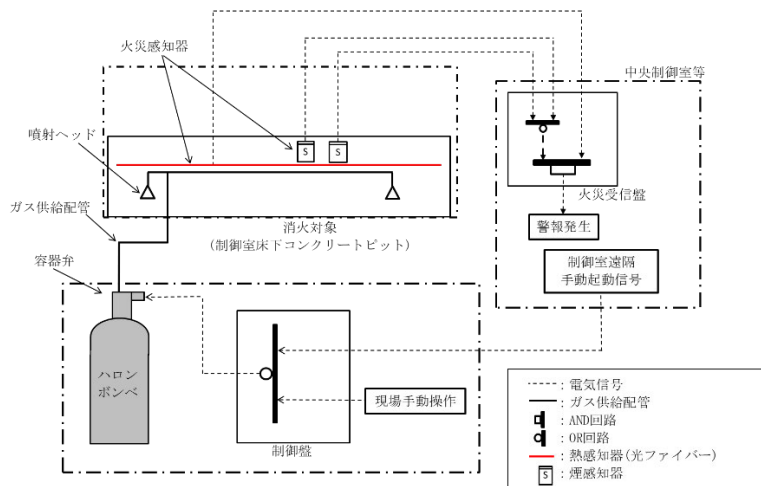 火災感知器
中央制御室等
噴射ヘッド
S
S
火災受信盤
ガス供給配管
消火対象
(制御室床下コンクリートピット)
警報発生
容器弁
制御室遠隔
手動起動信号
ハロン
ボンベ
現場手動操作
制御盤
:電気信号
:ガス供給配管
:AND回路
:OR回路
:熱感知器(光ファイバー)
S
:煙感知器